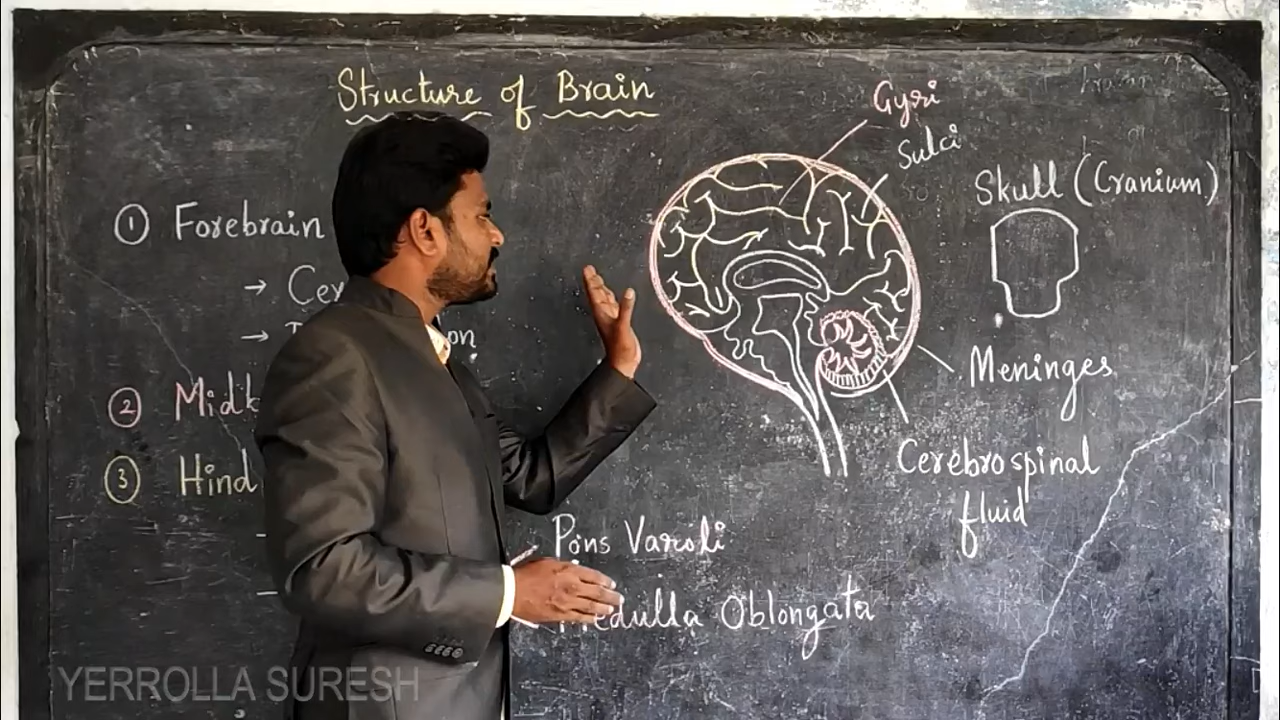 Structure of Brain
① Forebrain
→ Ce
→ on
② Mid
③ Hind
Pons Varoli
Medulla Oblongata
Gyri
Sulci
Skull (Cranium)
Meninges
Cerebrospinal
fluid
YERROLLA SURESH